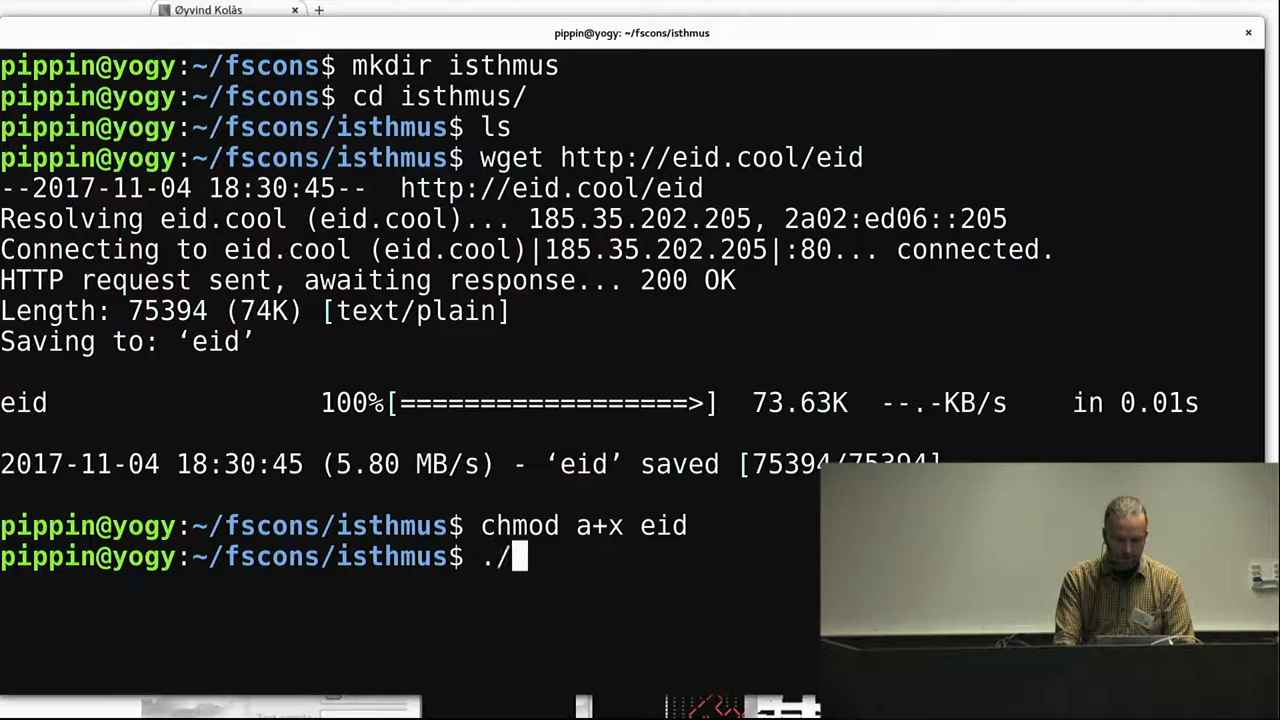 Øyvind Kolås × +
pippin@yogy: ~/fscons/isthmus ×
pippin@yogy:~/fscons$ mkdir isthmus
pippin@yogy:~/fscons$ cd isthmus/
pippin@yogy:~/fscons/isthmus$ ls
pippin@yogy:~/fscons/isthmus$ wget http://eid.cool/eid
--2017-11-04 18:30:45--  http://eid.cool/eid
Resolving eid.cool (eid.cool)... 185.35.202.205, 2a02:ed06::205
Connecting to eid.cool (eid.cool)|185.35.202.205|:80... connected.
HTTP request sent, awaiting response... 200 OK
Length: 75394 (74K) [text/plain]
Saving to: ‘eid’
eid                 100%[==================>]  73.63K  --.-KB/s    in 0.01s
2017-11-04 18:30:45 (5.80 MB/s) - ‘eid’ saved [75394/75394]
pippin@yogy:~/fscons/isthmus$ chmod a+x eid
pippin@yogy:~/fscons/isthmus$ ./